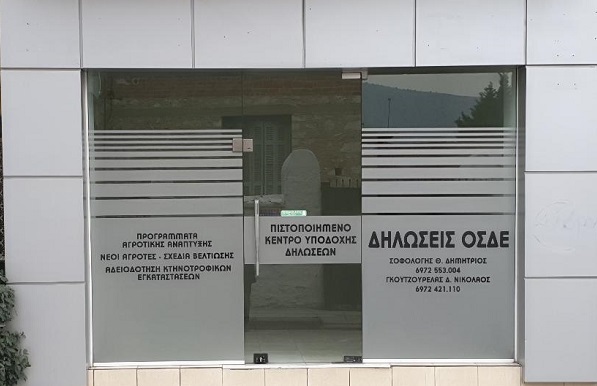 ΠΡΟΓΡΑΜΜΑΤΑ
ΑΓΡΟΤΙΚΗΣ ΑΝΑΠΤΥΞΗΣ
ΝΕΟΙ ΑΓΡΟΤΕΣ - ΣΧΕΔΙΑ ΒΕΛΤΙΩΣΗΣ
ΑΔΕΙΟΔΟΤΗΣΗ ΚΤΗΝΟΤΡΟΦΙΚΩΝ
ΕΓΚΑΤΑΣΤΑΣΕΩΝ
ΠΙΣΤΟΠΟΙΗΜΕΝΟ
ΚΕΝΤΡΟ ΥΠΟΔΟΧΗΣ
ΔΗΛΩΣΕΩΝ
ΔΗΛΩΣΕΙΣ ΟΣΔΕ
ΣΟΦΟΛΟΓΗΣ Θ. ΔΗΜΗΤΡΙΟΣ
6972 553.004
ΓΚΟΥΤΖΟΥΡΕΛΑΣ Δ. ΝΙΚΟΛΑΟΣ
6972 421.110